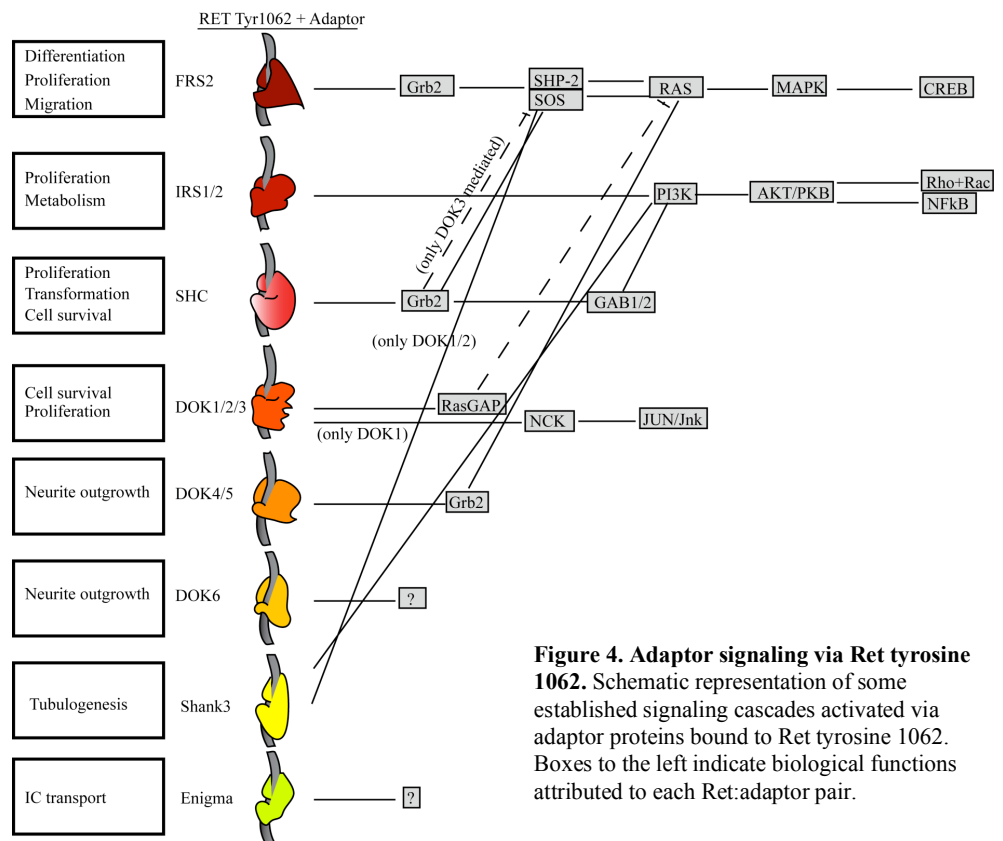 RET Tyr1062 + Adaptor
Differentiation
Proliferation
Migration
FRS2
Grb2
SHP-2
SOS
RAS
MAPK
CREB
Proliferation
Metabolism
IRS1/2
(only DOK3 mediated)
PI3K
AKT/PKB
Rho+Rac
NFkB
Proliferation
Transformation
Cell survival
SHC
Grb2
GAB1/2
(only DOK1/2)
Cell survival
Proliferation
DOK1/2/3
RasGAP
(only DOK1)
NCK
JUN/Jnk
Neurite outgrowth
DOK4/5
Grb2
Neurite outgrowth
DOK6
?
Tubulogenesis
Shank3
IC transport
Enigma
?
Figure 4. Adaptor signaling via Ret tyrosine
1062. Schematic representation of some
established signaling cascades activated via
adaptor proteins bound to Ret tyrosine 1062.
Boxes to the left indicate biological functions
attributed to each Ret:adaptor pair.